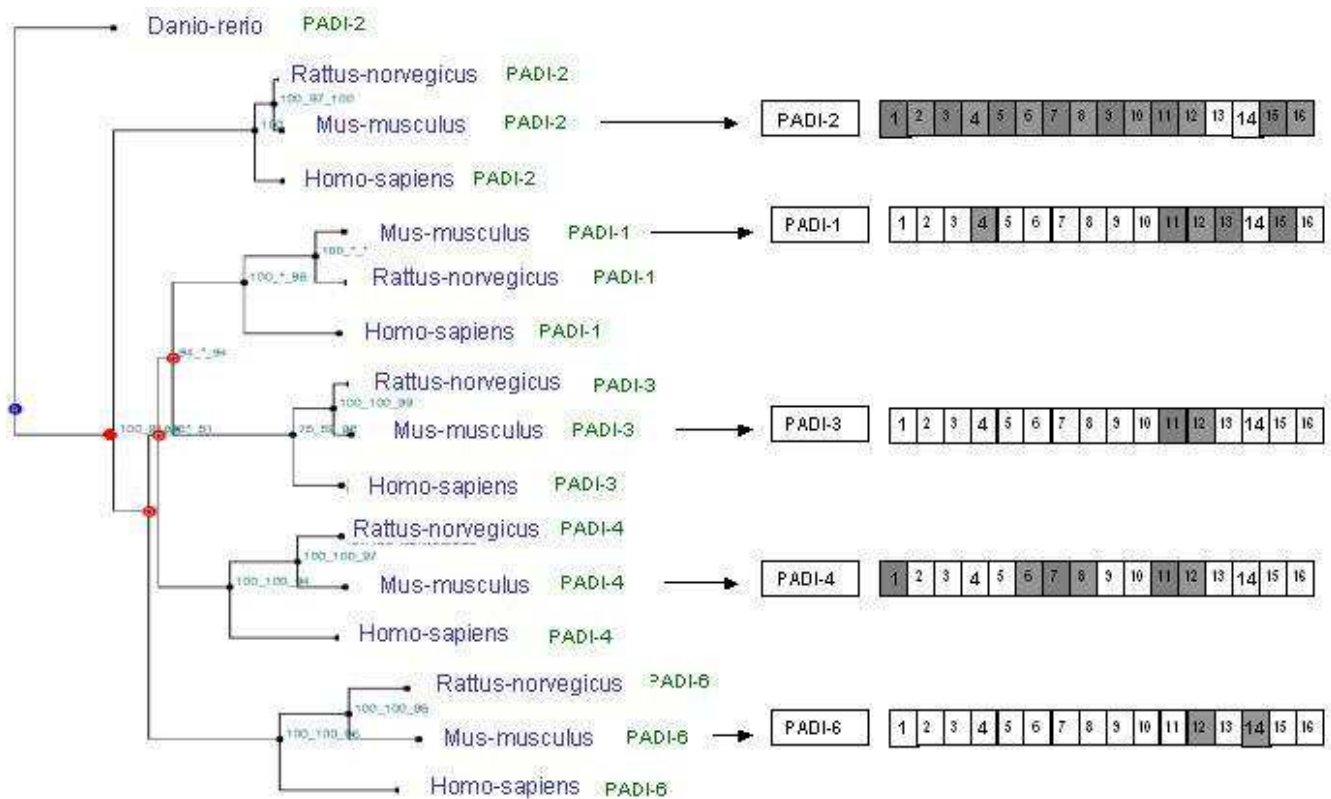 Danio-rerio PADI-2
Rattus-norvegicus PADI-2
100_97_100
Mus-musculus PADI-2 PADI-2 1 2 3 4 5 6 7 8 9 10 11 12 13 14 15 16
100
Homo-sapiens PADI-2
Mus-musculus PADI-1 PADI-1 1 2 3 4 5 6 7 8 9 10 11 12 13 14 15 16
100_*_*
Rattus-norvegicus PADI-1
100_*_98
Homo-sapiens PADI-1
94_*_94
Rattus-norvegicus PADI-3
100_100_99
Mus-musculus PADI-3 PADI-3 1 2 3 4 5 6 7 8 9 10 11 12 13 14 15 16
Homo-sapiens PADI-3
Rattus-norvegicus PADI-4
100_100_97
Mus-musculus PADI-4 PADI-4 1 2 3 4 5 6 7 8 9 10 11 12 13 14 15 16
100_100_94
Homo-sapiens PADI-4
Rattus-norvegicus PADI-6
Mus-musculus PADI-6 PADI-6 1 2 3 4 5 6 7 8 9 10 11 12 13 14 15 16
Homo-sapiens PADI-6